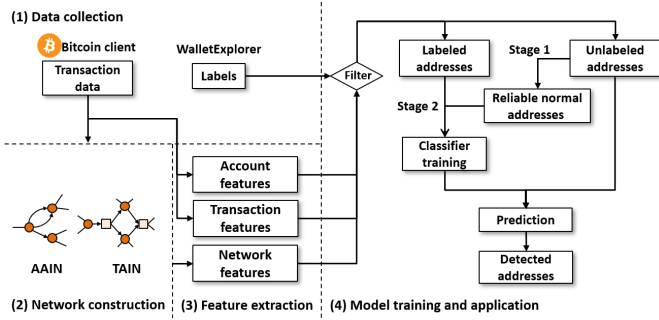 (1) Data collection
Bitcoin client
Transaction
data
WalletExplorer
Labels
Filter
Labeled
addresses
Stage 1
Unlabeled
addresses
Stage 2
Reliable normal
addresses
Classifier
training
Account
features
Transaction
features
Network
features
Prediction
Detected
addresses
AAIN
TAIN
(2) Network construction
(3) Feature extraction
(4) Model training and application